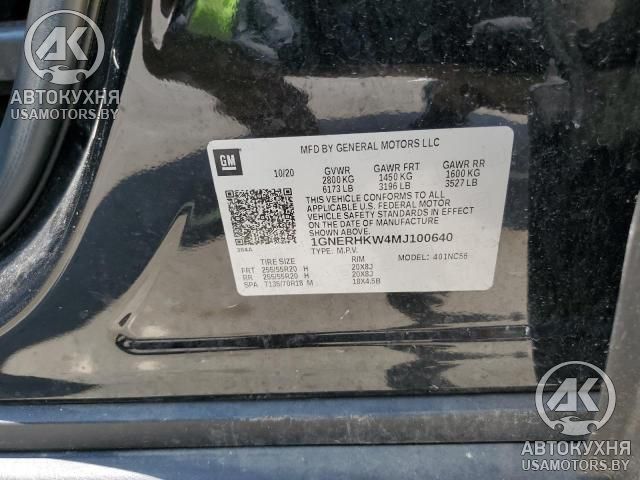 AK
АВТОКУХНЯ
USAMOTORS.BY
GM
MFD BY GENERAL MOTORS LLC
10/20 GVWR GAWR FRT GAWR RR
2800 KG 1450 KG 1600 KG
6173 LB 3196 LB 3527 LB
THIS VEHICLE CONFORMS TO ALL
APPLICABLE U.S. FEDERAL MOTOR
VEHICLE SAFETY STANDARDS IN EFFECT
ON THE DATE OF MANUFACTURE
SHOWN ABOVE.
1GNERHKW4MJ100640
TYPE: M.P.V. MODEL: 401NC56
TIRE SIZE RIM
FRT 255/55R20 H 20X8J
RR 255/55R20 H 20X8J
SPA T135/70R18 M 18X4.5B
AK
АВТОКУХНЯ
USAMOTORS.BY